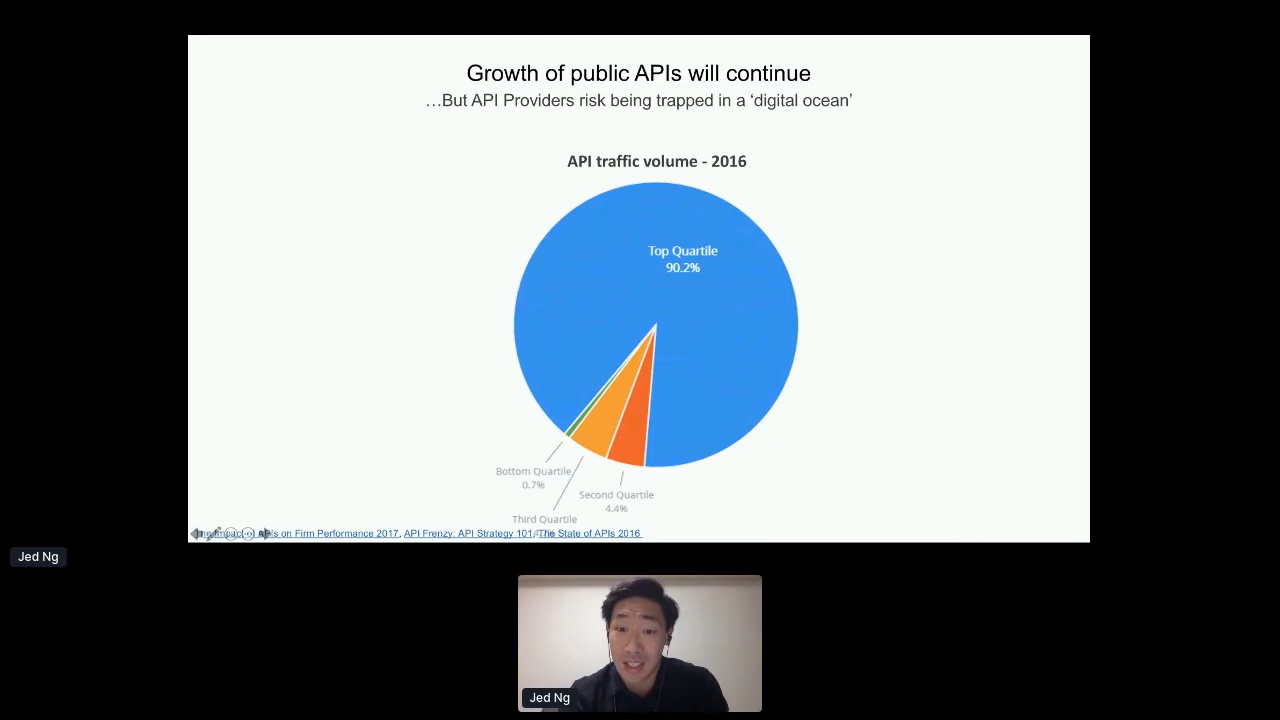 Growth of public APIs will continue
…But API Providers risk being trapped in a ‘digital ocean’
API traffic volume - 2016
Top Quartile
90.2%
Bottom Quartile
0.7%
Second Quartile
4.4%
Third Quartile
Impact of APIs on Firm Performance 2017, API Frenzy: API Strategy 101, The State of APIs 2016
Jed Ng
Jed Ng